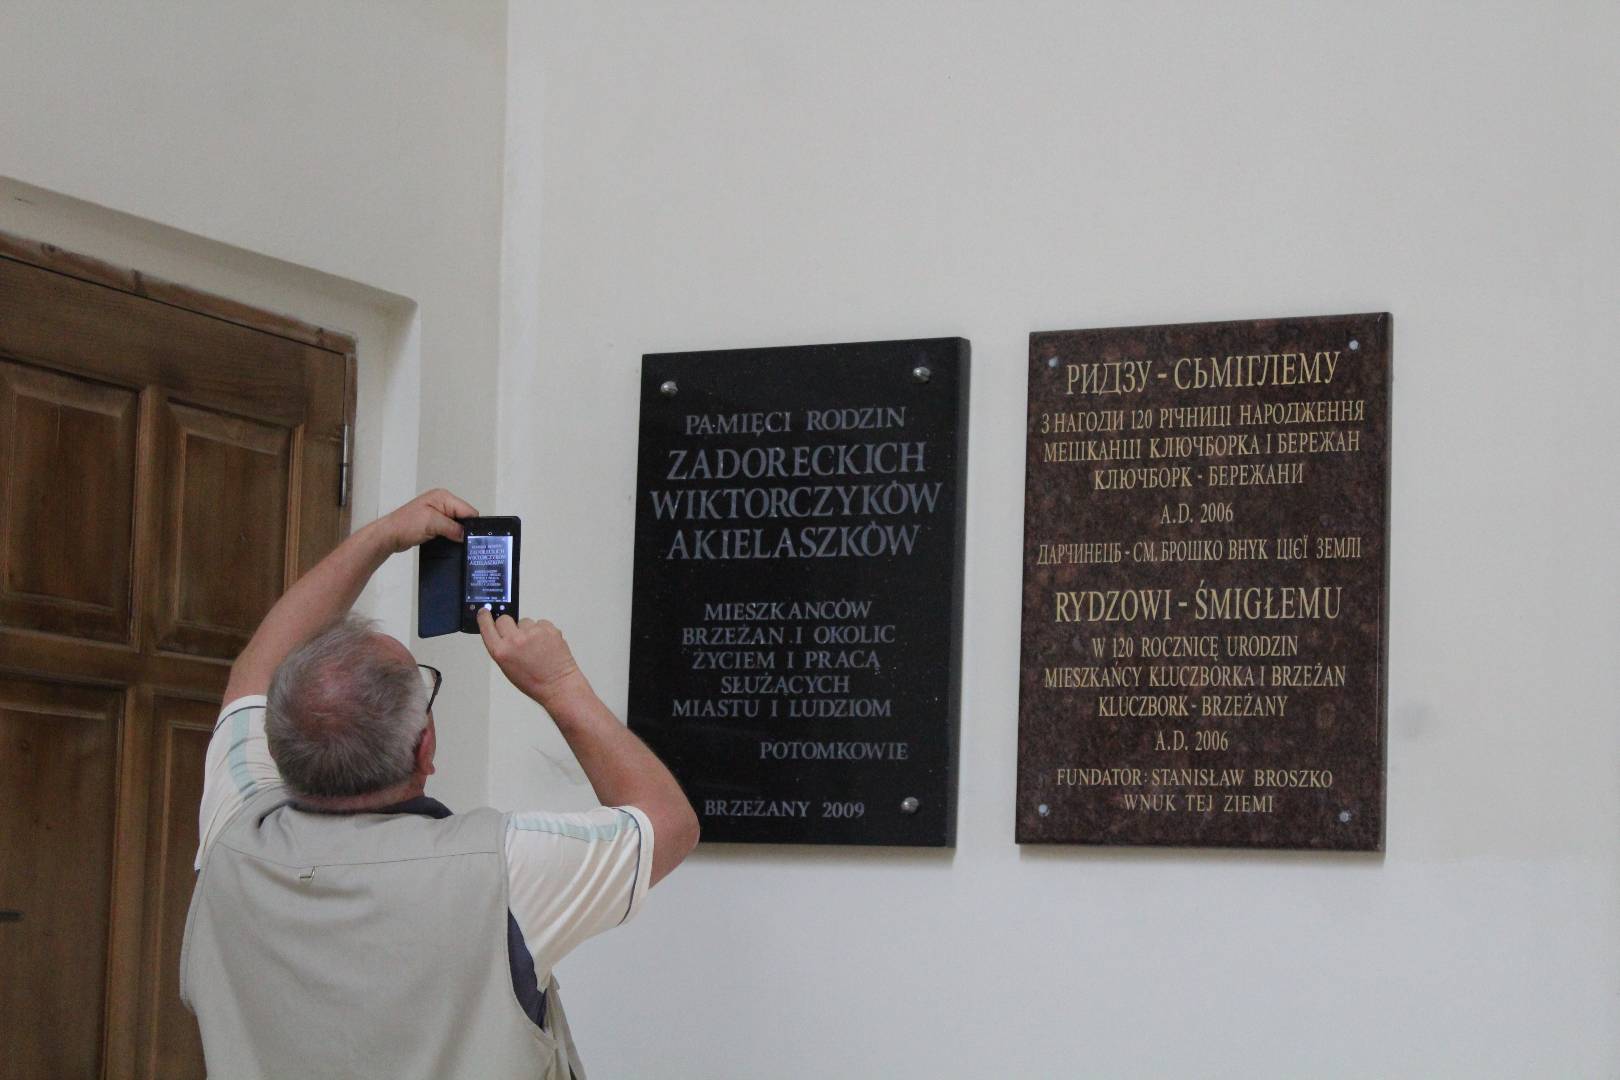 PAMIĘCI RODZIN
ZADORECKICH
WIKTORCZYKÓW
AKIELASZKÓW
MIESZKANCÓW
BRZEŻAN I OKOLIC
ŻYCIEM I PRACĄ
SŁUŻĄCYCH
MIASTU I LUDZIOM
POTOMKOWIE
BRZEŻANY 2009
РИДЗУ - СЬМІГЛЕМУ
З НАГОДИ 120 РІЧНИЦІ НАРОДЖЕННЯ
МЕШКАНЦІ КЛЮЧБОРКА І БЕРЕЖАН
КЛЮЧБОРК - БЕРЕЖАНИ
A.D. 2006
ДАРЧИНЕЦБ - СМ. БРОШКО ВНУК ЦІЄЇ ЗЕМЛІ
RYDZOWI - ŚMIGŁEMU
W 120 ROCZNICĘ URODZIN
MIESZKAŃCY KLUCZBORKA I BRZEŻAN
KLUCZBORK - BRZEŻANY
A.D. 2006
FUNDATOR: STANISŁAW BROSZKO
WNUK TEJ ZIEMI